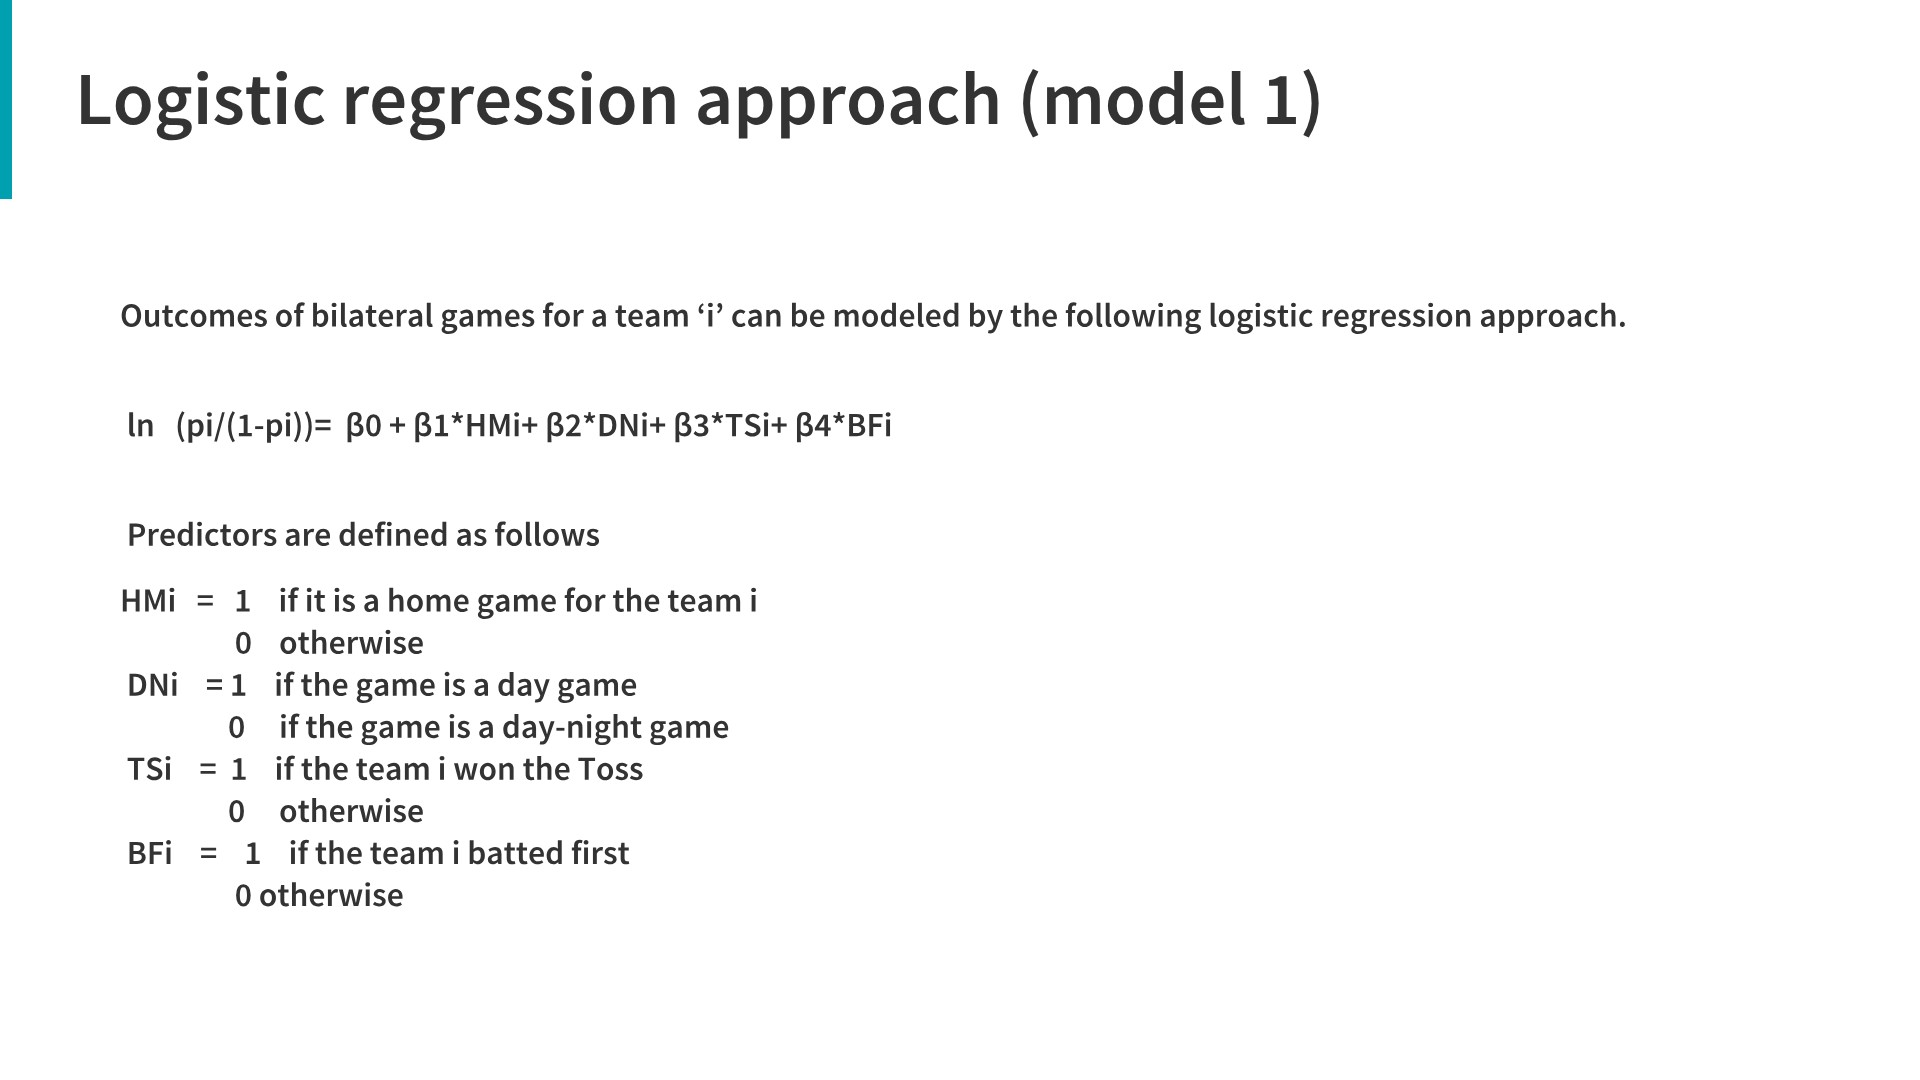 Logistic regression approach (model 1)
Outcomes of bilateral games for a team ‘i’ can be modeled by the following logistic regression approach.
ln (pi/(1-pi))= β0 + β1*HMi+ β2*DNi+ β3*TSi+ β4*BFi
Predictors are defined as follows
HMi = 1 if it is a home game for the team i
0 otherwise
DNi = 1 if the game is a day game
0 if the game is a day-night game
TSi = 1 if the team i won the Toss
0 otherwise
BFi = 1 if the team i batted first
0 otherwise